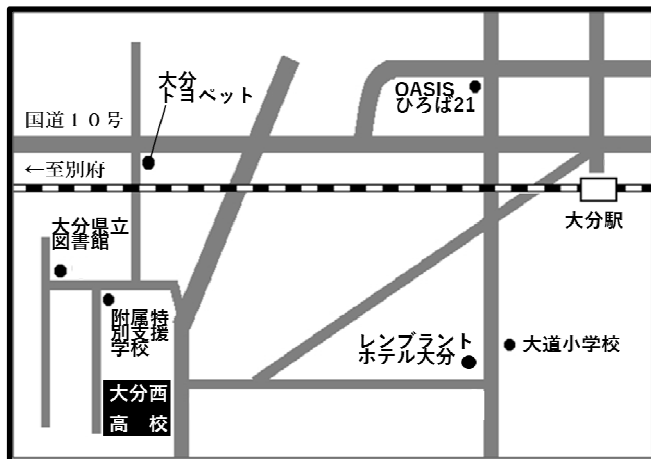 大分
トヨペット
OASIS
ひろば21
国道１０号
←至別府
大分県立
図書館
大分駅
附属特
別支援
学校
レンブラント
ホテル大分
大道小学校
大分西
高　校